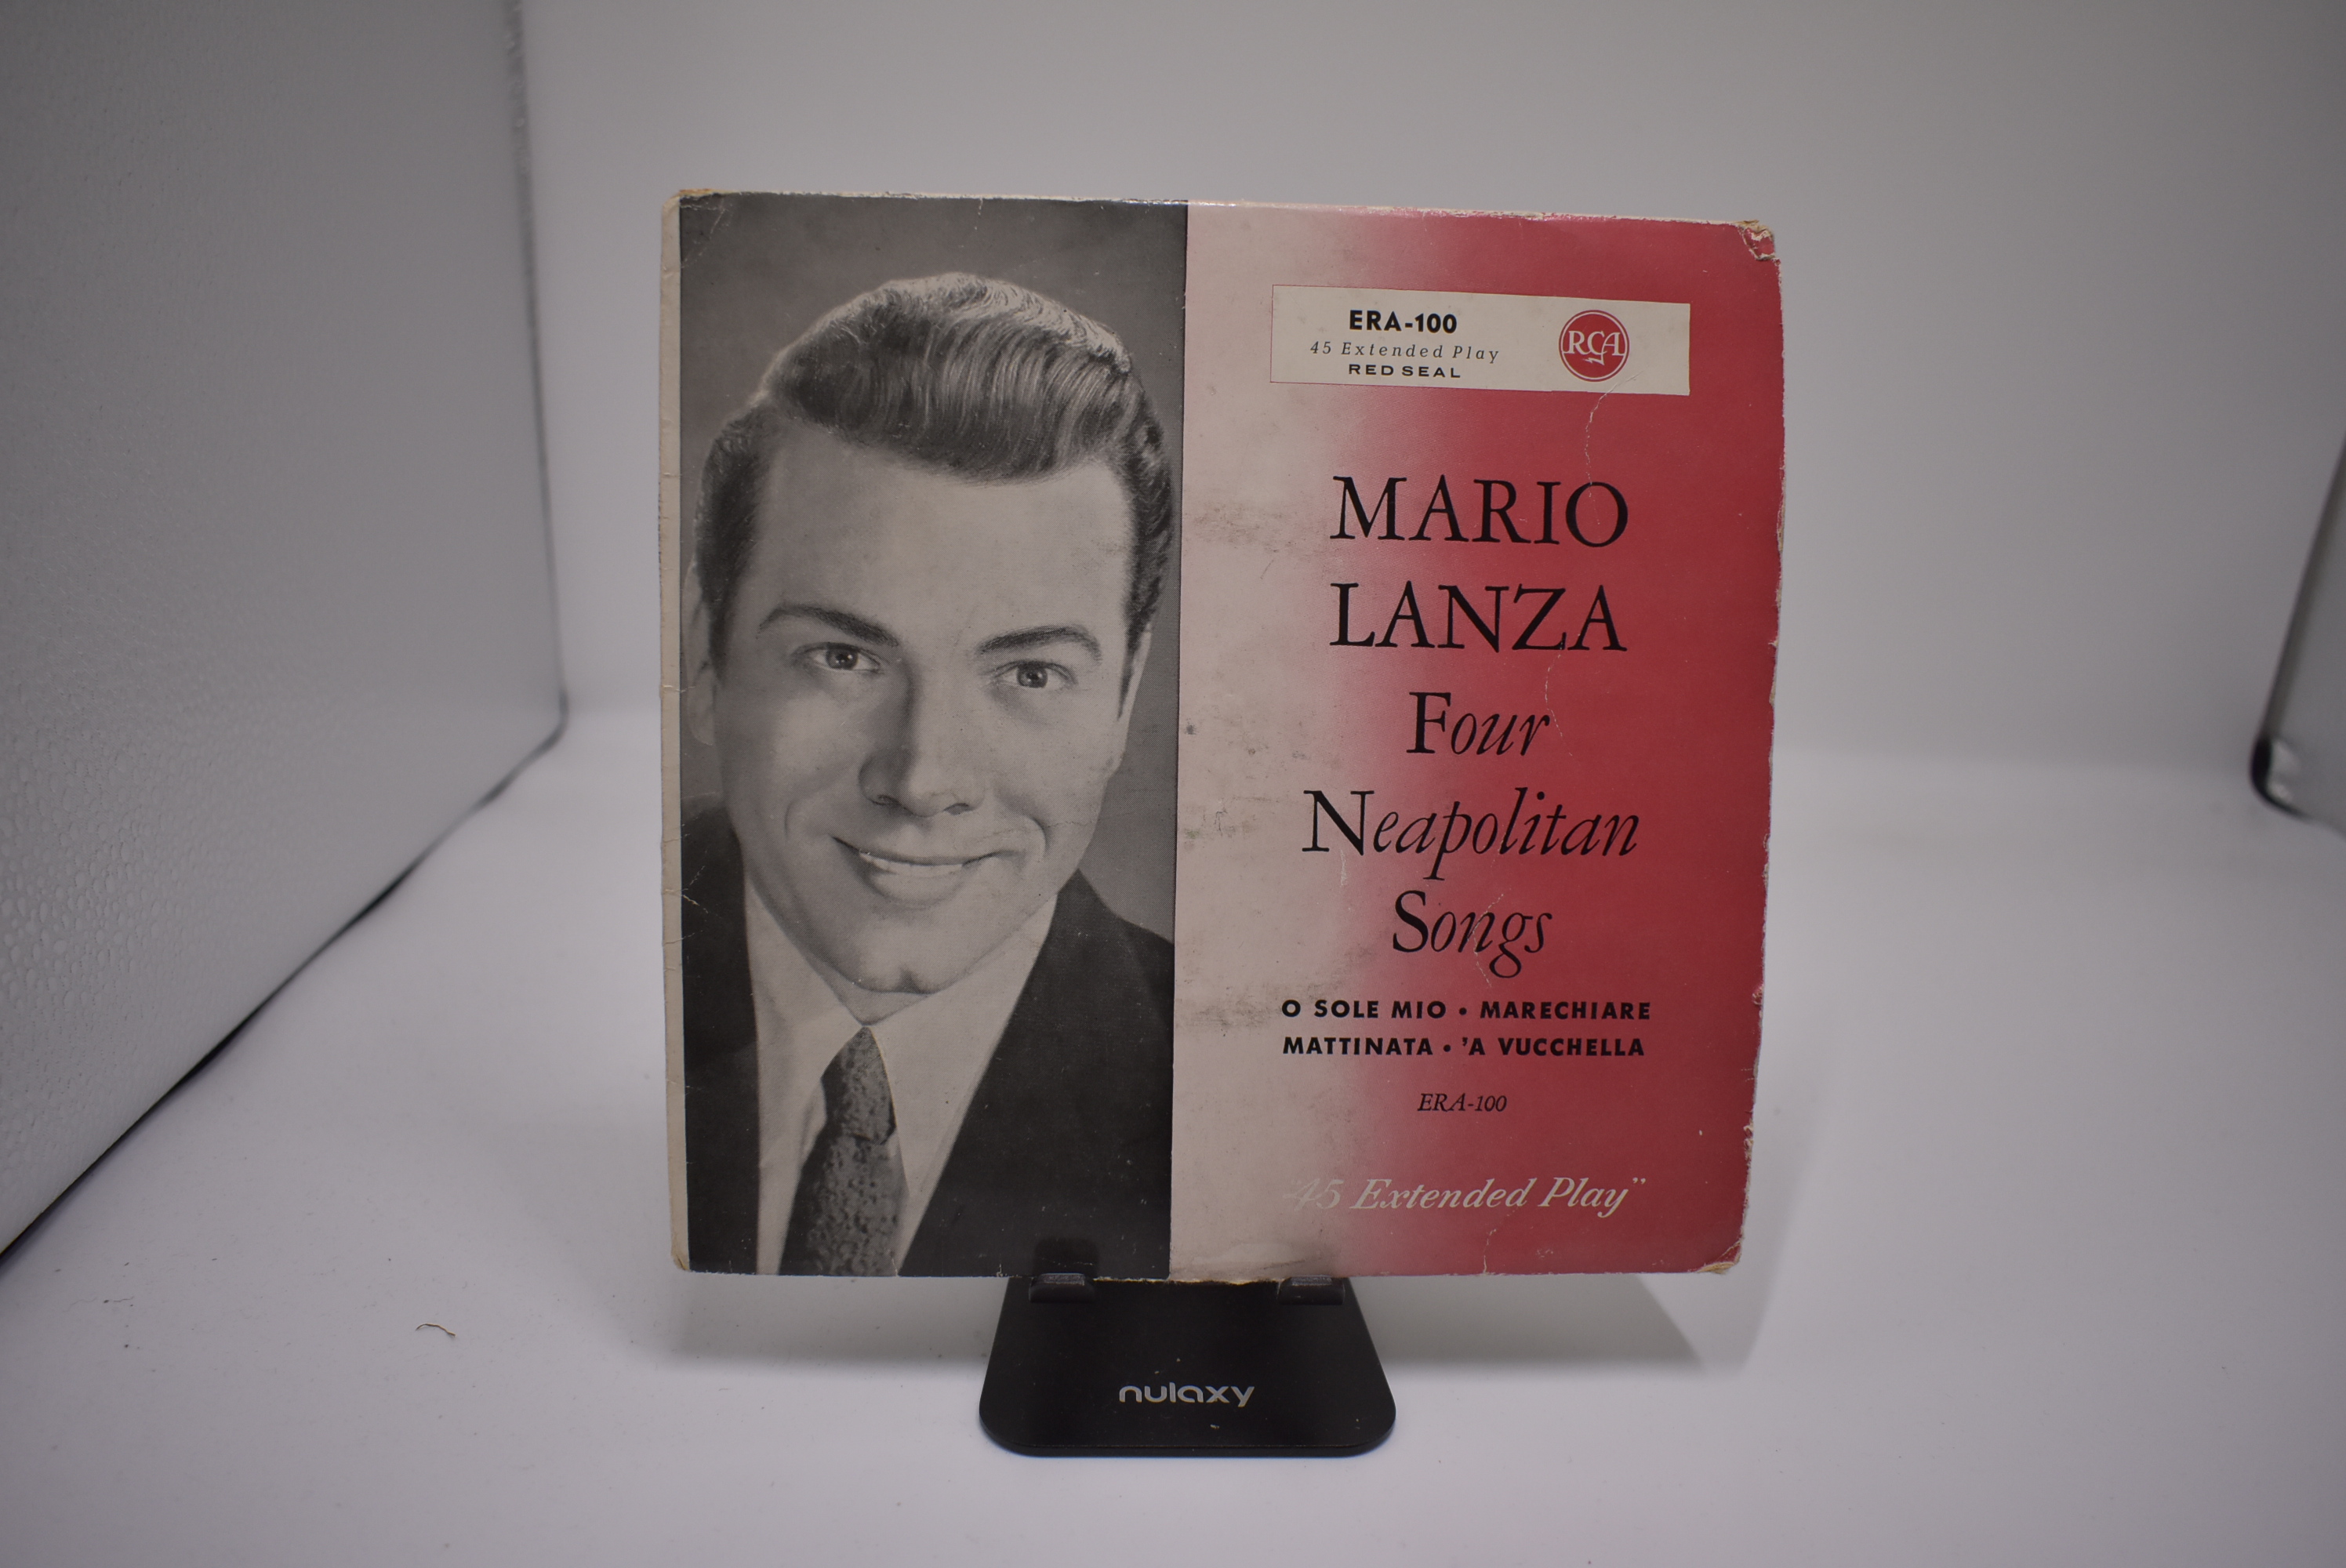 ERA-100
45 Extended Play
RED SEAL
RCA
MARIO
LANZA
Four
Neapolitan
Songs
O SOLE MIO • MARECHIARE
MATTINATA • 'A VUCCHELLA
ERA-100
"45 Extended Play"
nulaxy